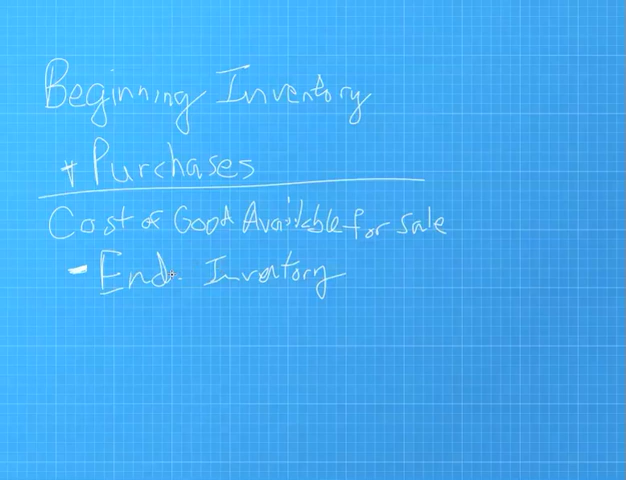 Beginning Inventory
+ Purchases
Cost of Good Available for sale
- End. Inventory